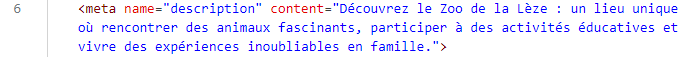 6 <meta name="description" content="Découvrez le Zoo de la Lèze : un lieu unique
où rencontrer des animaux fascinants, participer à des activités éducatives et
vivre des expériences inoubliables en famille.">